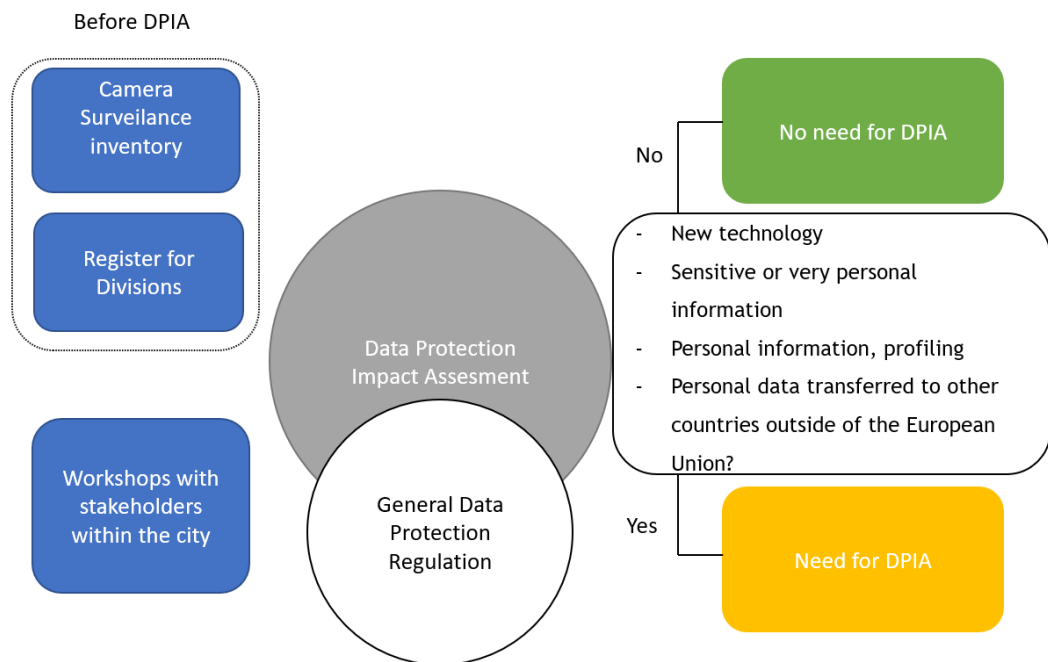 Before DPIA
Camera
Surveilance
inventory
Register for
Divisions
Workshops with
stakeholders
within the city
Data Protection
Impact Assesment
General Data
Protection
Regulation
No need for DPIA
No
- New technology
- Sensitive or very personal
information
- Personal information, profiling
- Personal data transferred to other
countries outside of the European
Union?
Yes
Need for DPIA